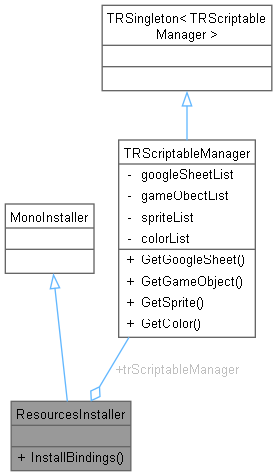 TRSingleton< TRScriptable
Manager >
TRScriptableManager
- googleSheetList
- gameObectList
- spriteList
- colorList
+ GetGoogleSheet()
+ GetGameObject()
+ GetSprite()
+ GetColor()
MonoInstaller
+trScriptableManager
ResourcesInstaller
+ InstallBindings()